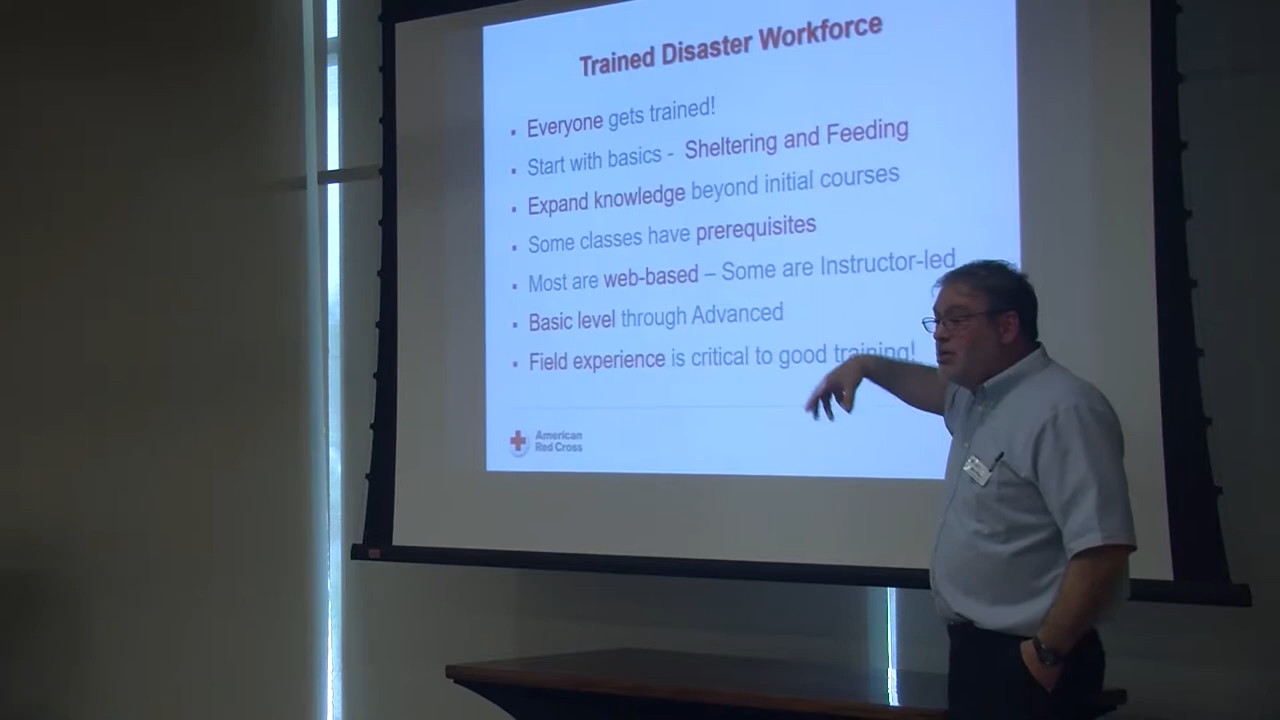 Trained Disaster Workforce
▪ Everyone gets trained!
▪ Start with basics - Sheltering and Feeding
▪ Expand knowledge beyond initial courses
▪ Some classes have prerequisites
▪ Most are web-based – Some are Instructor-led
▪ Basic level through Advanced
▪ Field experience is critical to good training!
American
Red Cross